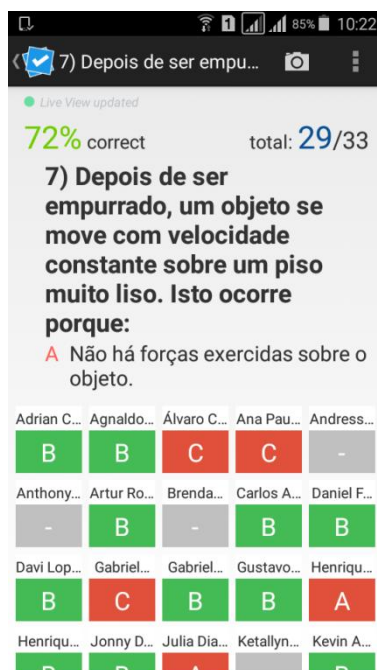 1 85% 10:22
7) Depois de ser empu...
Live View updated
72% correct total: 29/33
7) Depois de ser
empurrado, um objeto se
move com velocidade
constante sobre um piso
muito liso. Isto ocorre
porque:
A Não há forças exercidas sobre o
objeto.
Adrian C... Agnaldo... Álvaro C... Ana Pau... Andress...
B B C C -
Anthony... Artur Ro... Brenda... Carlos A... Daniel F...
- B - B B
Davi Lop... Gabriel... Gabriel... Gustavo... Henriqu...
B C B B A
Henriqu... Jonny D... Julia Dia... Ketallyn... Kevin A...